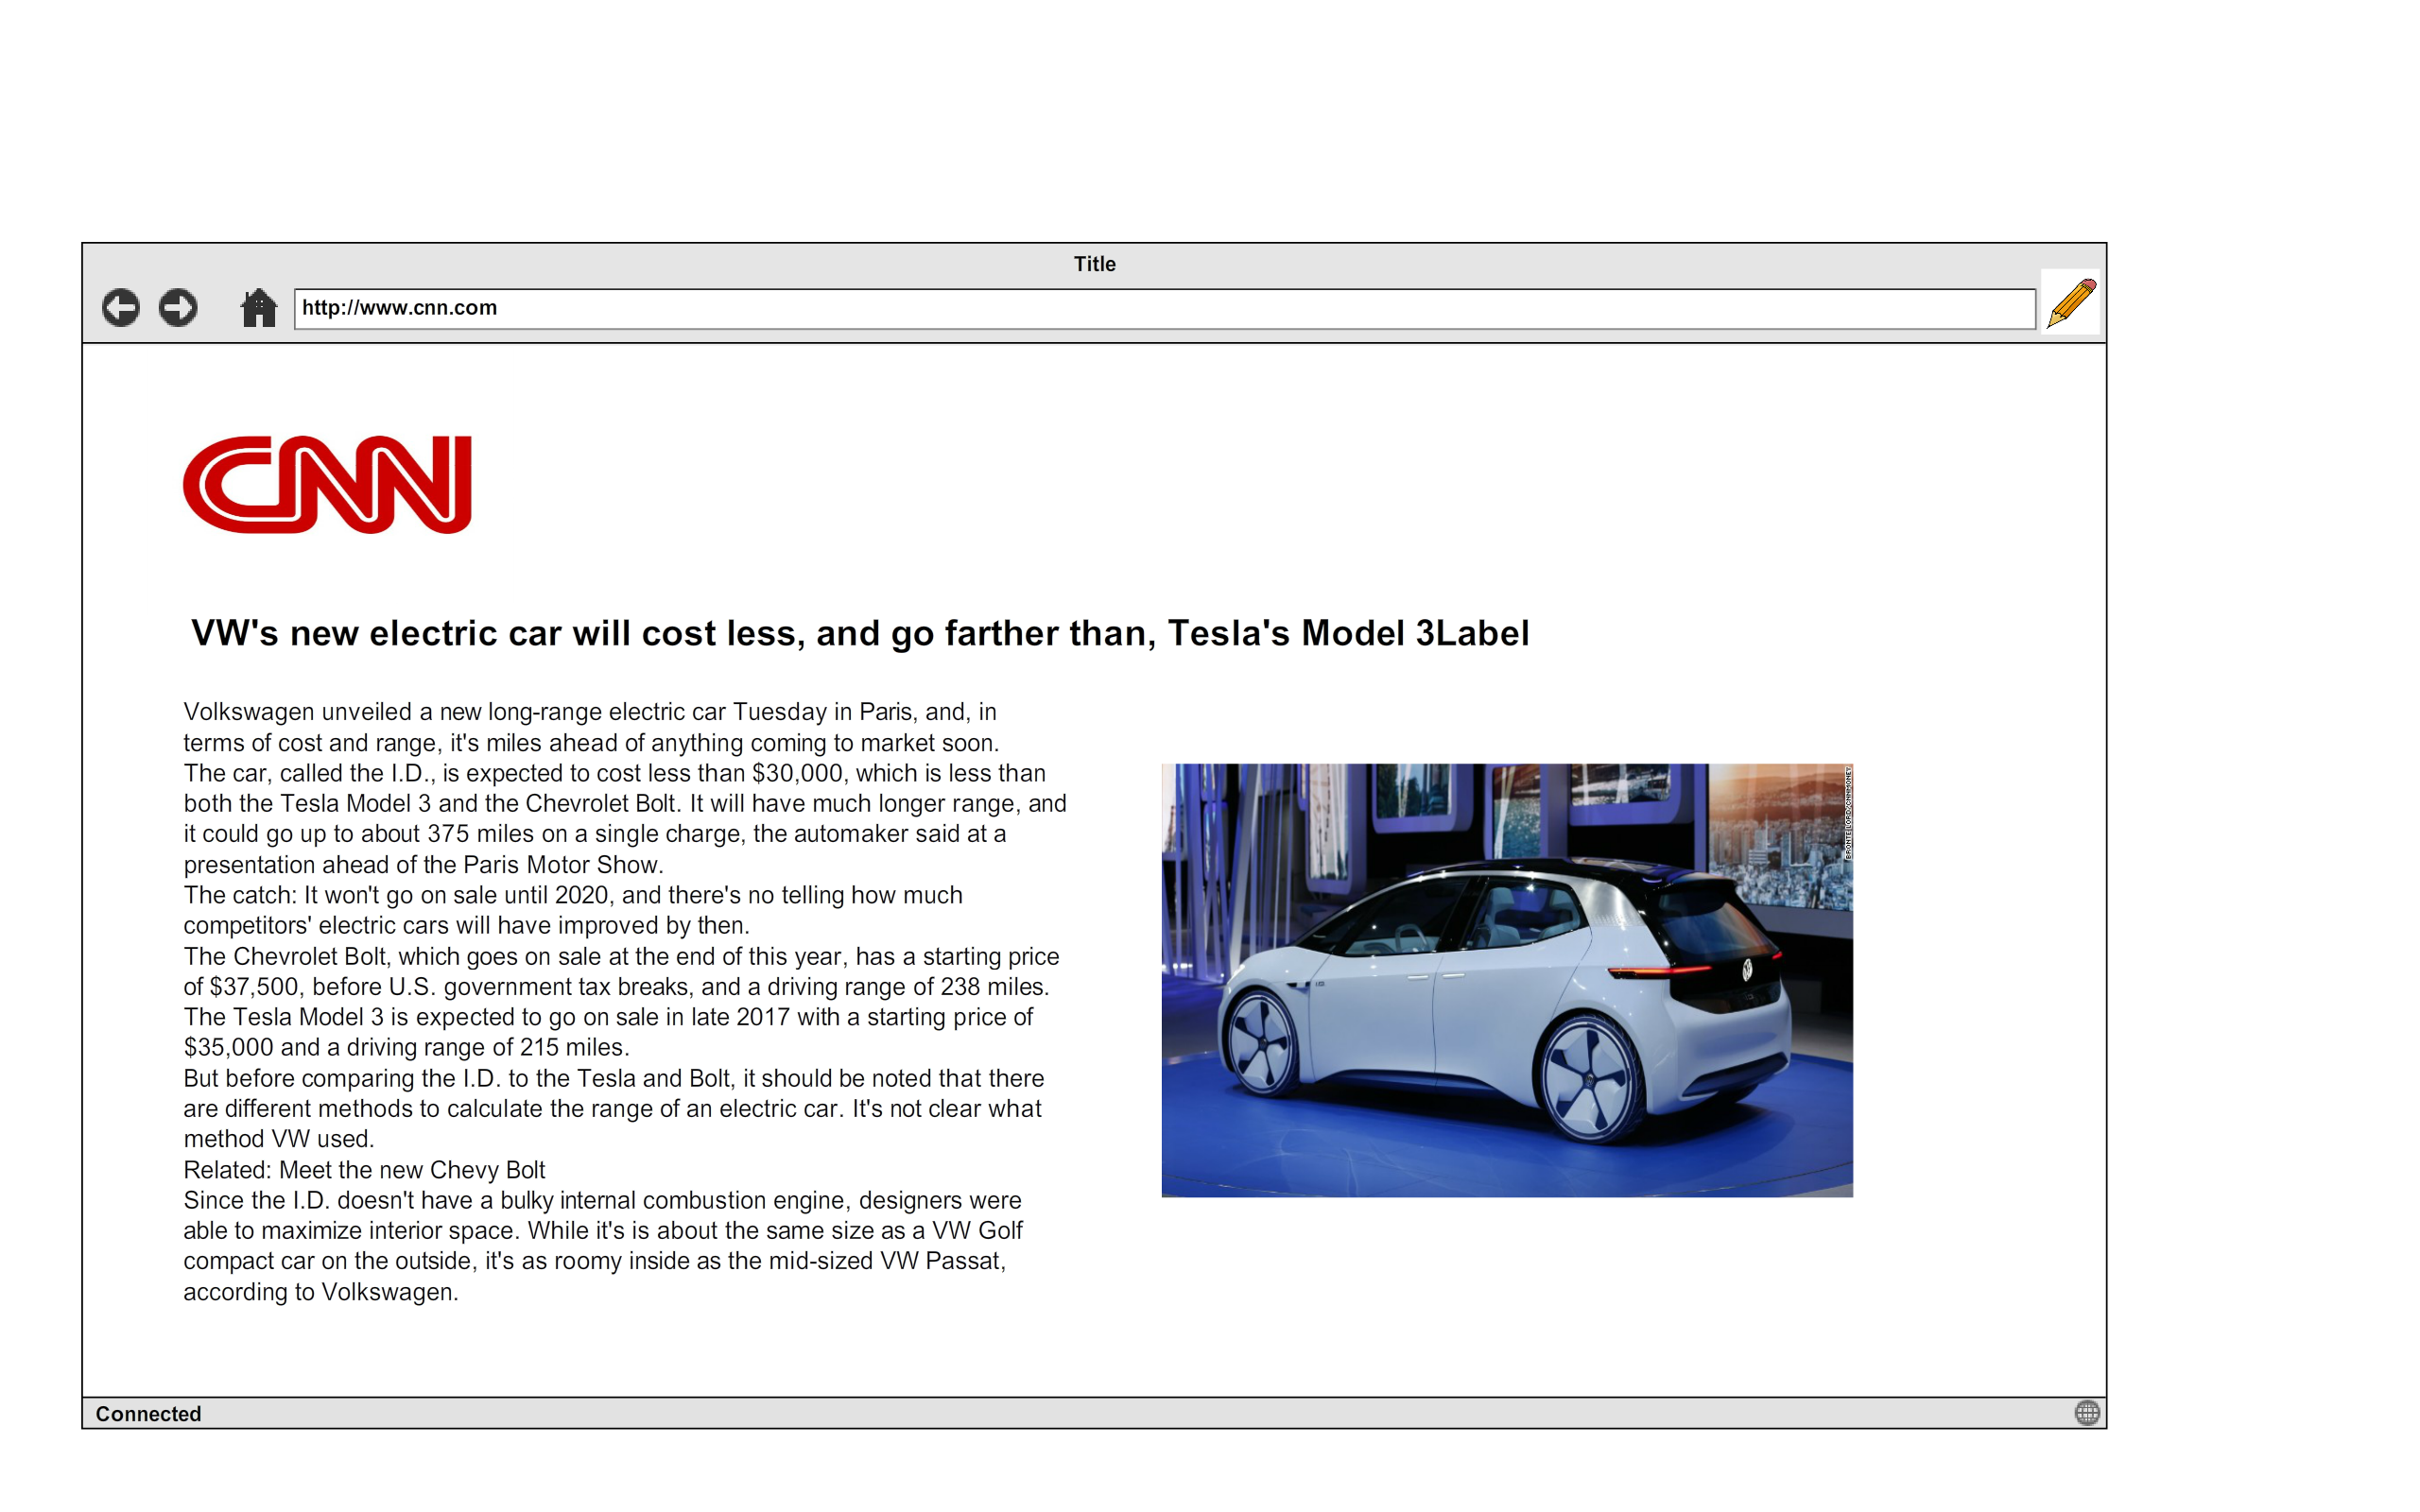 Title
http://www.cnn.com
CNN
VW's new electric car will cost less, and go farther than, Tesla's Model 3Label
Volkswagen unveiled a new long-range electric car Tuesday in Paris, and, in
terms of cost and range, it's miles ahead of anything coming to market soon.
The car, called the I.D., is expected to cost less than $30,000, which is less than
both the Tesla Model 3 and the Chevrolet Bolt. It will have much longer range, and
it could go up to about 375 miles on a single charge, the automaker said at a
presentation ahead of the Paris Motor Show.
The catch: It won't go on sale until 2020, and there's no telling how much
competitors' electric cars will have improved by then.
The Chevrolet Bolt, which goes on sale at the end of this year, has a starting price
of $37,500, before U.S. government tax breaks, and a driving range of 238 miles.
The Tesla Model 3 is expected to go on sale in late 2017 with a starting price of
$35,000 and a driving range of 215 miles.
But before comparing the I.D. to the Tesla and Bolt, it should be noted that there
are different methods to calculate the range of an electric car. It's not clear what
method VW used.
Related: Meet the new Chevy Bolt
Since the I.D. doesn't have a bulky internal combustion engine, designers were
able to maximize interior space. While it's is about the same size as a VW Golf
compact car on the outside, it's as roomy inside as the mid-sized VW Passat,
according to Volkswagen.
Connected